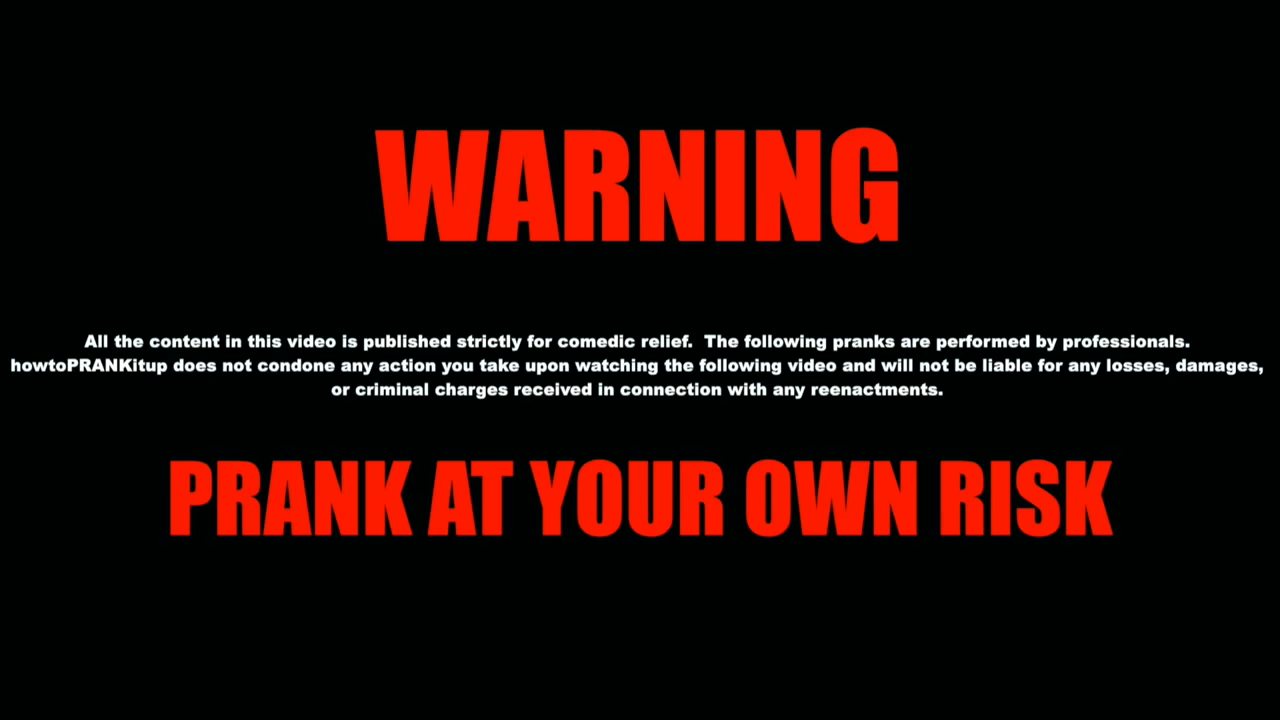 WARNING
All the content in this video is published strictly for comedic relief.  The following pranks are performed by professionals.
howtoPRANKitup does not condone any action you take upon watching the following video and will not be liable for any losses, damages,
or criminal charges received in connection with any reenactments.
PRANK AT YOUR OWN RISK